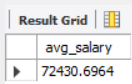 Result Grid
avg_salary
72430.6964